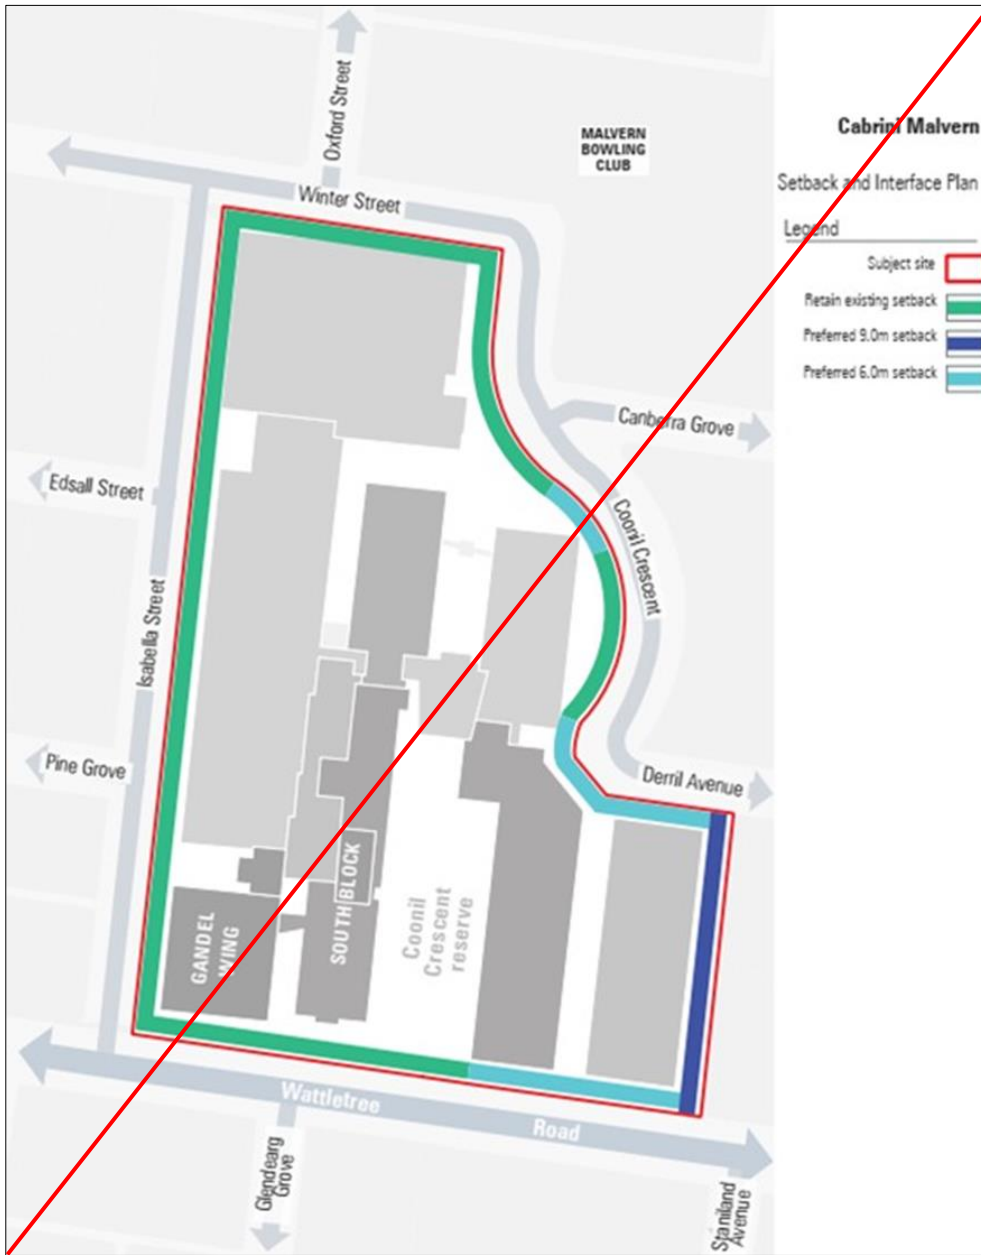 Cabrini Malvern
Setback and Interface Plan
Legend
Subject site
Retain existing setback
Preferred 9.0m setback
Preferred 6.0m setback
Oxford Street
MALVERN
BOWLING
CLUB
Winter Street
Canberra Grove
Edsall Street
Coonil Crescent
Isabella Street
Pine Grove
Derril Avenue
SOUTH BLOCK
GANDEL
WING
Coonil
Crescent
reserve
Wattletree
Road
Glendearg
Grove
Staniland
Avenue